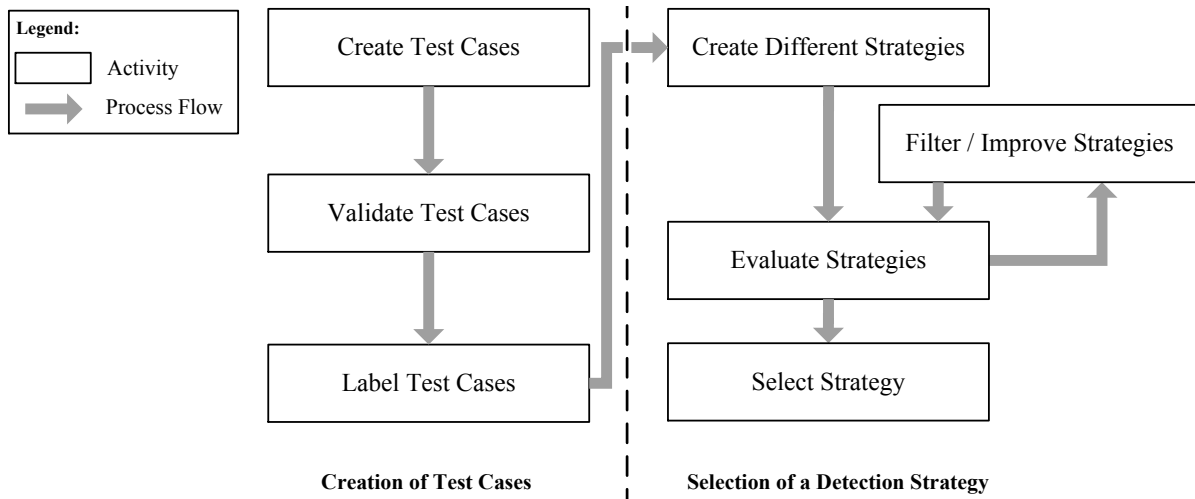 Legend:
Activity
Process Flow
Create Test Cases
Validate Test Cases
Label Test Cases
Creation of Test Cases
Create Different Strategies
Filter / Improve Strategies
Evaluate Strategies
Select Strategy
Selection of a Detection Strategy